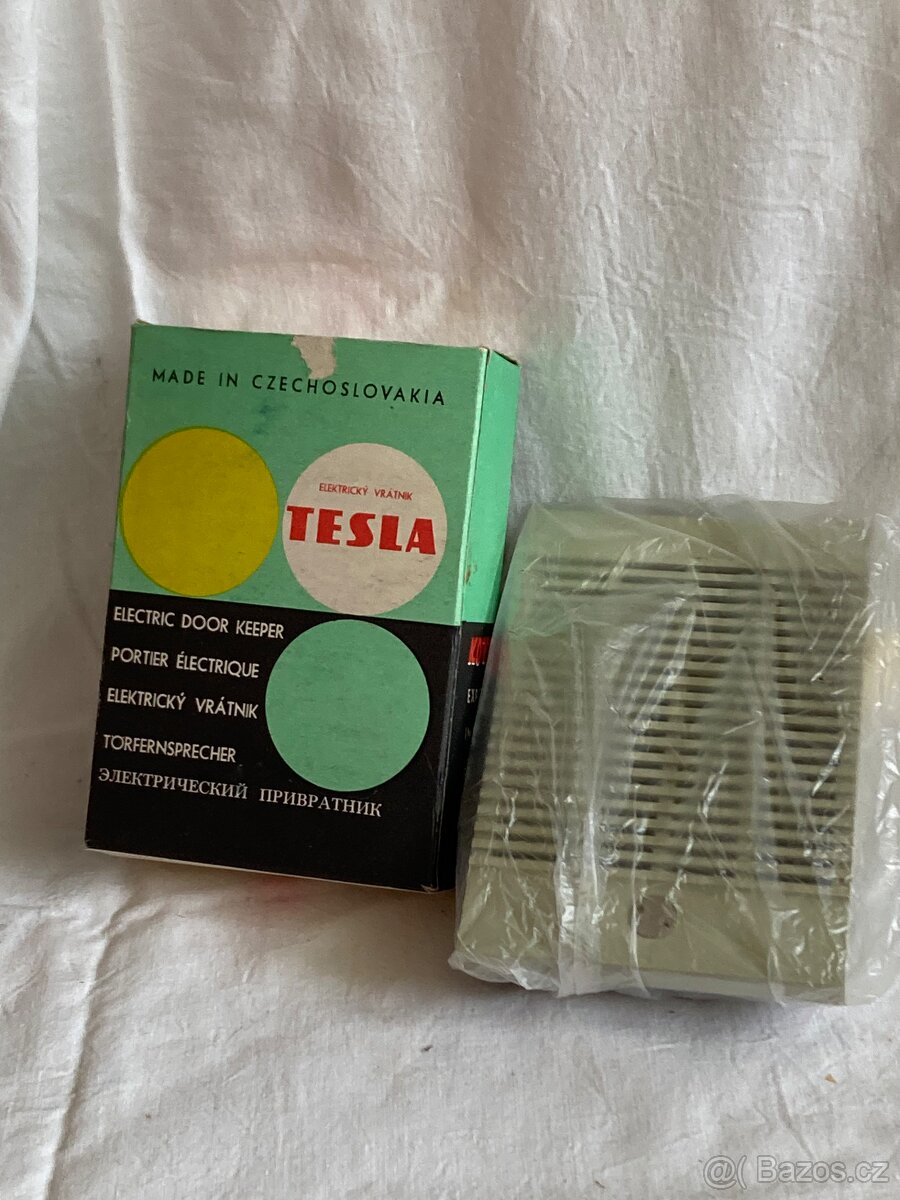 MADE IN CZECHOSLOVAKIA
ELEKTRICKÝ VRÁTNIK
TESLA
ELECTRIC DOOR KEEPER
PORTIER ÉLECTRIQUE
ELEKTRICKÝ VRÁTNIK
TORFERNSPRECHER
ЭЛЕКТРИЧЕСКИЙ ПРИВРАТНИК
@( Bazos.cz